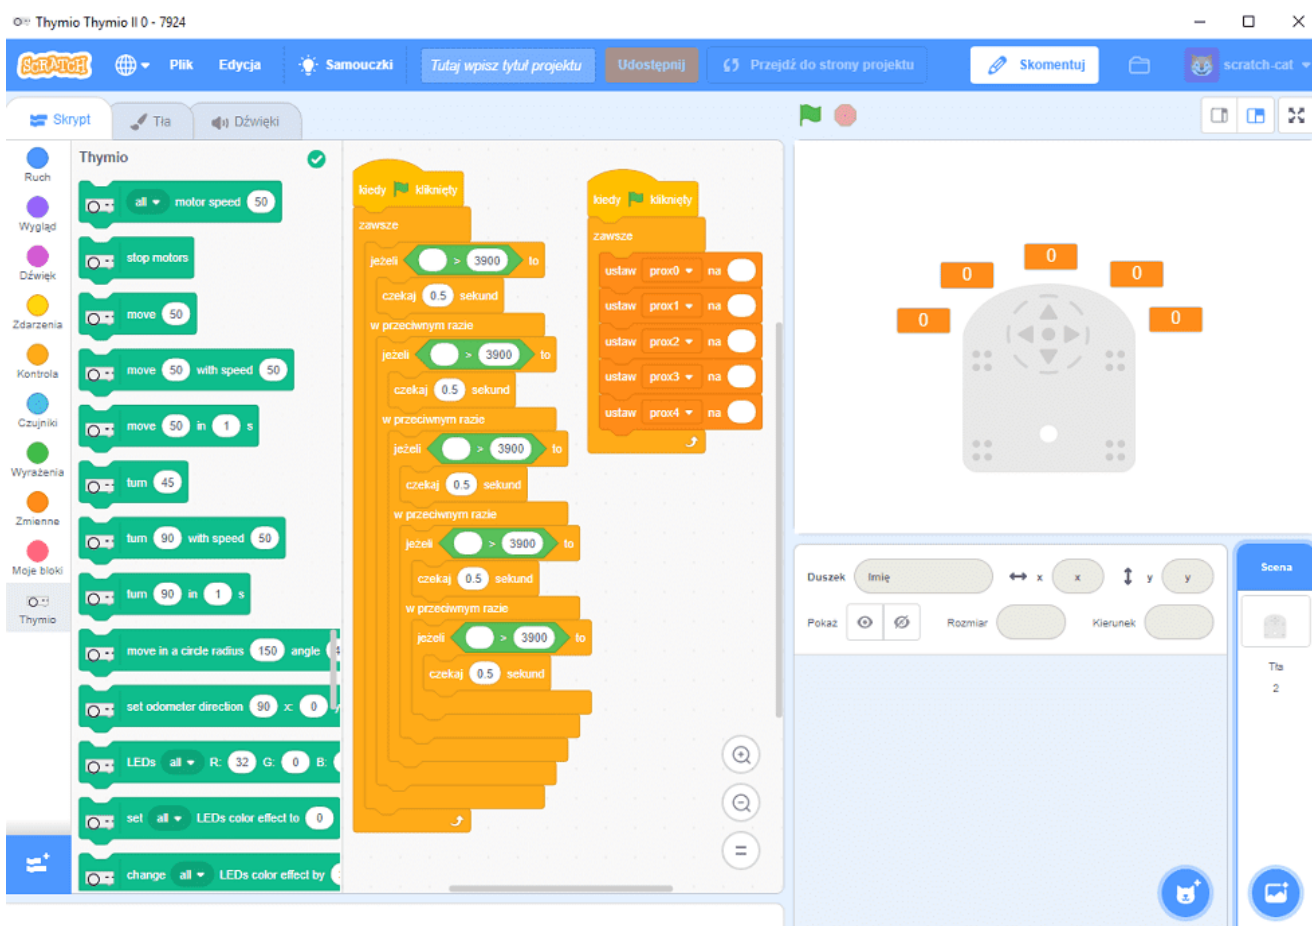 Thymio Thymio II 0 - 7924
SCRATCH Plik Edycja Samouczki Tutaj wpisz tytuł projektu Udostępnij Przejdź do strony projektu Skomentuj scratch-cat
Skrypt Tła Dźwięki
Ruch
Wygląd
Dźwięk
Zdarzenia
Kontrola
Czujniki
Wyrażenia
Zmienne
Moje bloki
Thymio
Thymio
all motor speed 50
stop motors
move 50
move 50 with speed 50
move 50 in 1 s
turn 45
turn 90 with speed 50
turn 90 in 1 s
move in a circle radius 150 angle
set odometer direction 90 x: 0
LEDs all R: 32 G: 0 B:
set all LEDs color effect to 0
change all LEDs color effect by
kiedy kliknięty
zawsze
jeżeli > 3900 to
czekaj 0.5 sekund
w przeciwnym razie
jeżeli > 3900 to
czekaj 0.5 sekund
w przeciwnym razie
jeżeli > 3900 to
czekaj 0.5 sekund
w przeciwnym razie
jeżeli > 3900 to
czekaj 0.5 sekund
w przeciwnym razie
jeżeli > 3900 to
czekaj 0.5 sekund
kiedy kliknięty
zawsze
ustaw prox0 na
ustaw prox1 na
ustaw prox2 na
ustaw prox3 na
ustaw prox4 na
0
0
0
0
0
Duszek Imię x x y y
Pokaż Rozmiar Kierunek
Scena
Tła
2